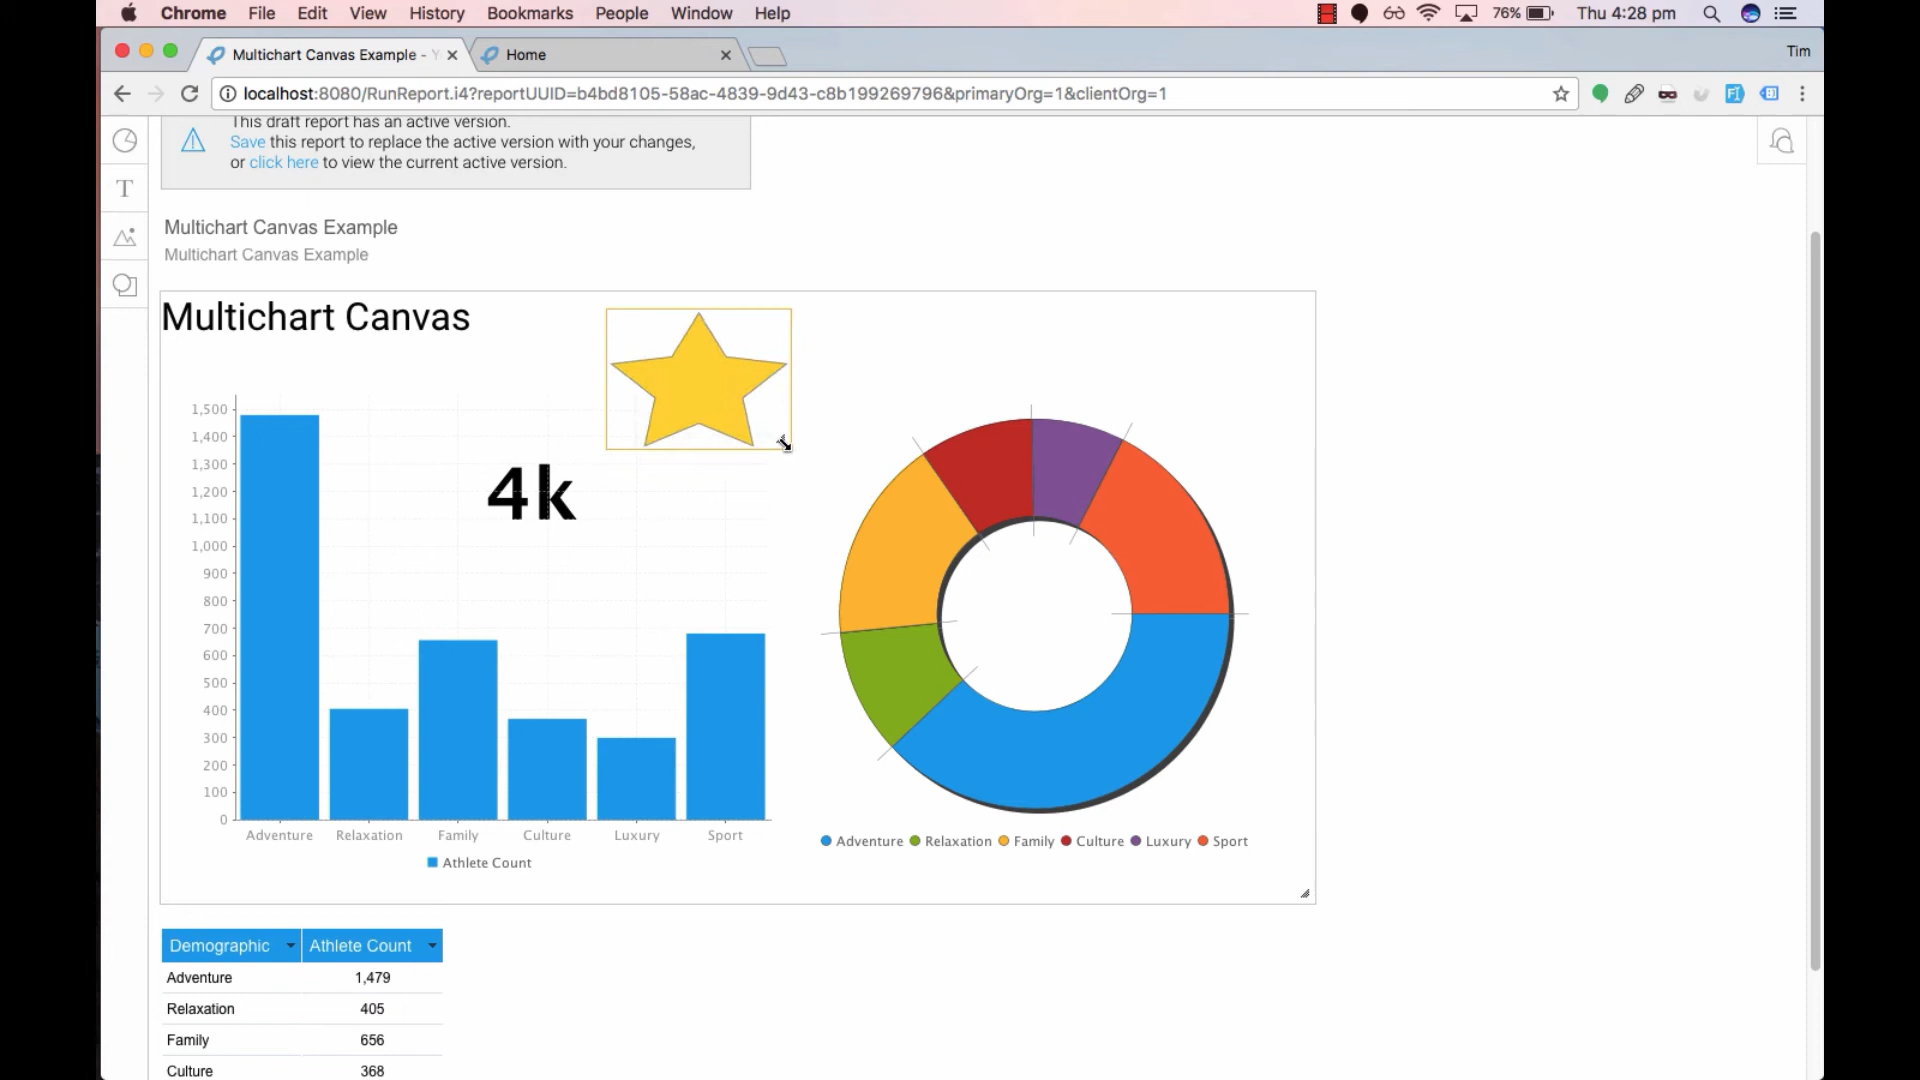 Chrome File Edit View History Bookmarks People Window Help 76% Thu 4:28 pm
Multichart Canvas Example - Home Tim
localhost:8080/RunReport.i4?reportUUID=b4bd8105-58ac-4839-9d43-c8b199269796&primaryOrg=1&clientOrg=1
This draft report has an active version.
Save this report to replace the active version with your changes,
or click here to view the current active version.
T
Multichart Canvas Example
Multichart Canvas Example
Multichart Canvas
4k
1,500
1,400
1,300
1,200
1,100
1,000
900
800
700
600
500
400
300
200
100
0
Adventure Relaxation Family Culture Luxury Sport
Athlete Count
Adventure Relaxation Family Culture Luxury Sport
Demographic Athlete Count
Adventure 1,479
Relaxation 405
Family 656
Culture 368